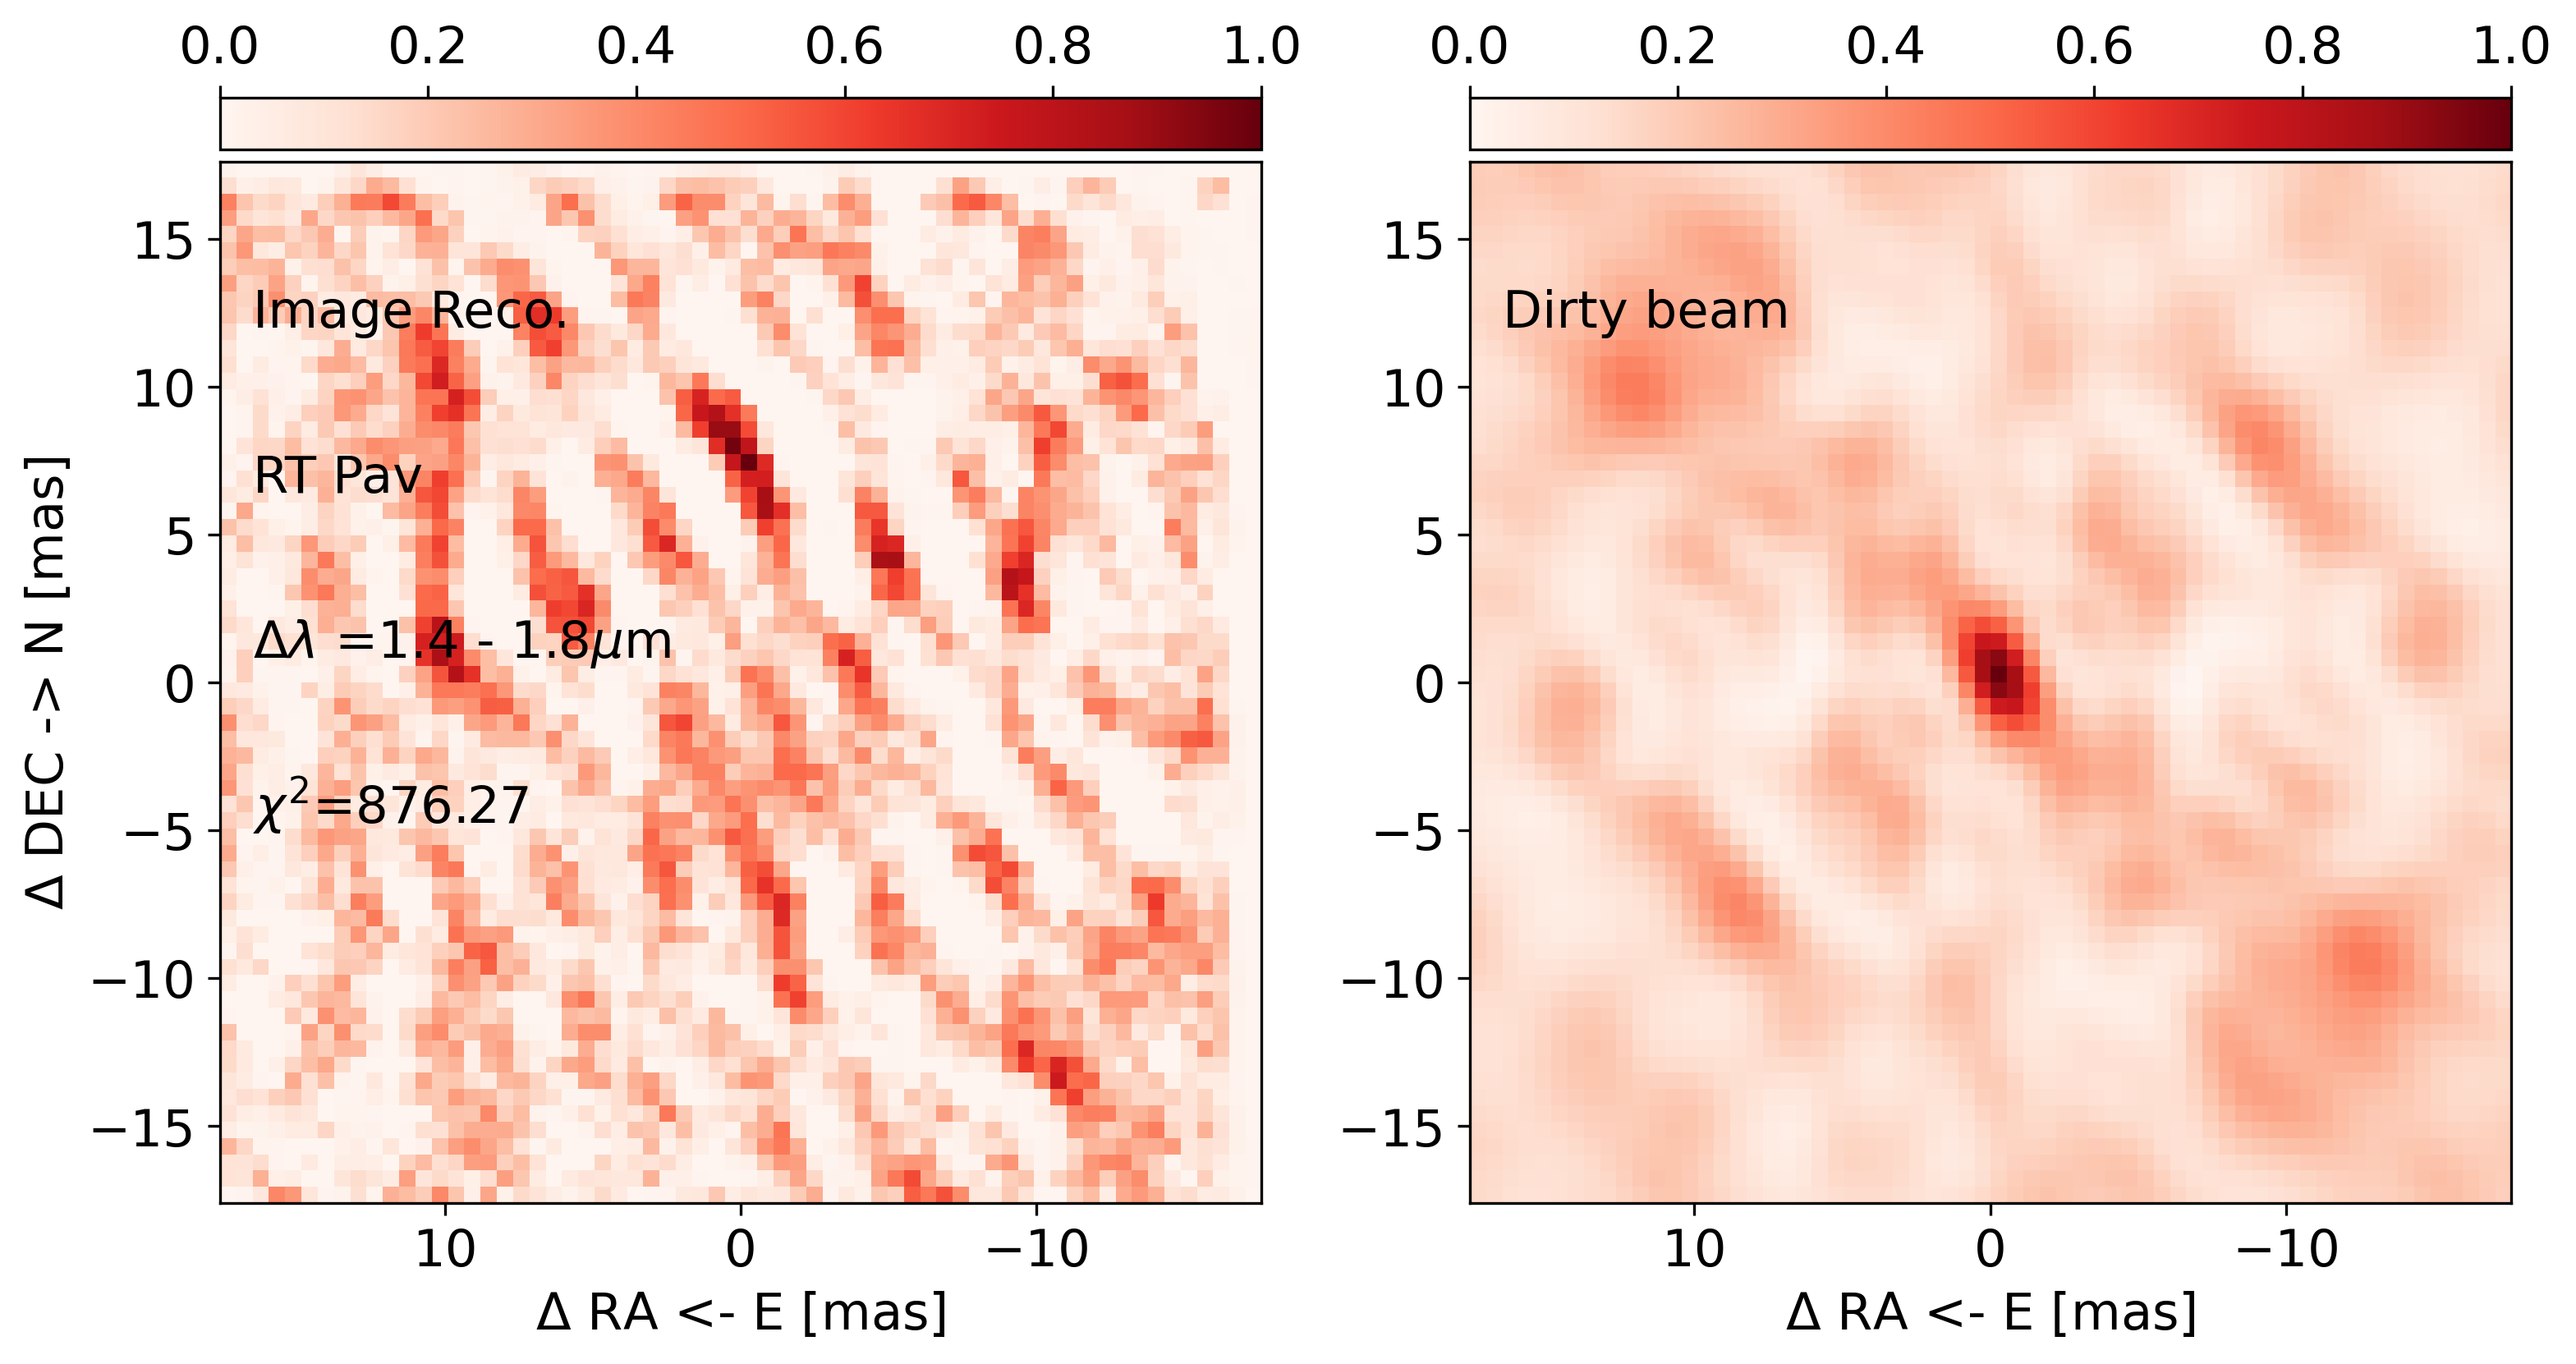 0.0 0.2 0.4 0.6 0.8 1.0
0.0 0.2 0.4 0.6 0.8 1.0
Image Reco.
RT Pav
Δλ =1.4 - 1.8μm
χ²=876.27
15
10
5
0
−5
−10
−15
Δ DEC -> N [mas]
10 0 −10
Δ RA <- E [mas]
Dirty beam
15
10
5
0
−5
−10
−15
10 0 −10
Δ RA <- E [mas]